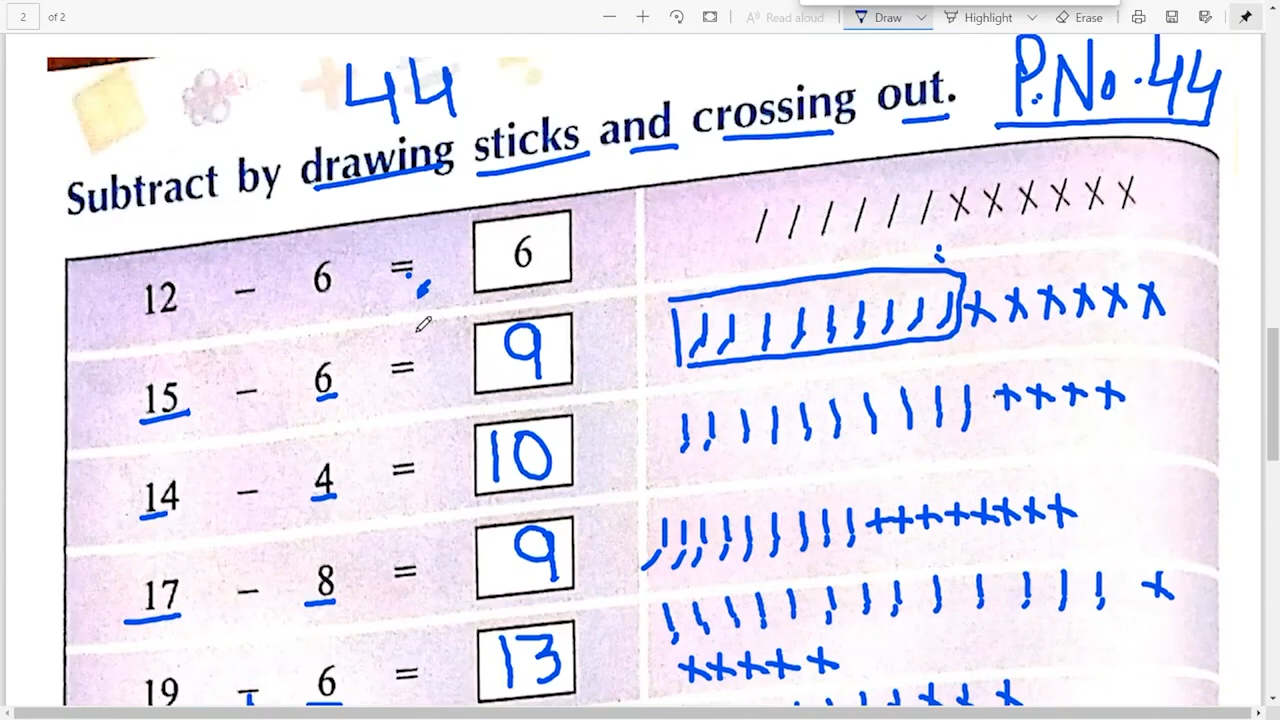 2 of 2 Read aloud Draw Highlight Erase
44 P.No.44
Subtract by drawing sticks and crossing out.
12 - 6 = 6
15 - 6 = 9
14 - 4 = 10
17 - 8 = 9
19 - 6 = 13